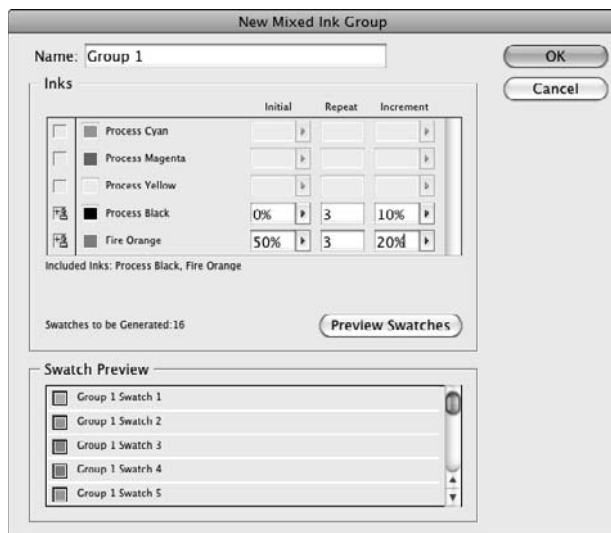 New Mixed Ink Group
Name: Group 1
OK
Cancel
Inks
Initial Repeat Increment
Process Cyan
Process Magenta
Process Yellow
Process Black 0% 3 10%
Fire Orange 50% 3 20%
Included Inks: Process Black, Fire Orange
Swatches to be Generated:16
Preview Swatches
Swatch Preview
Group 1 Swatch 1
Group 1 Swatch 2
Group 1 Swatch 3
Group 1 Swatch 4
Group 1 Swatch 5